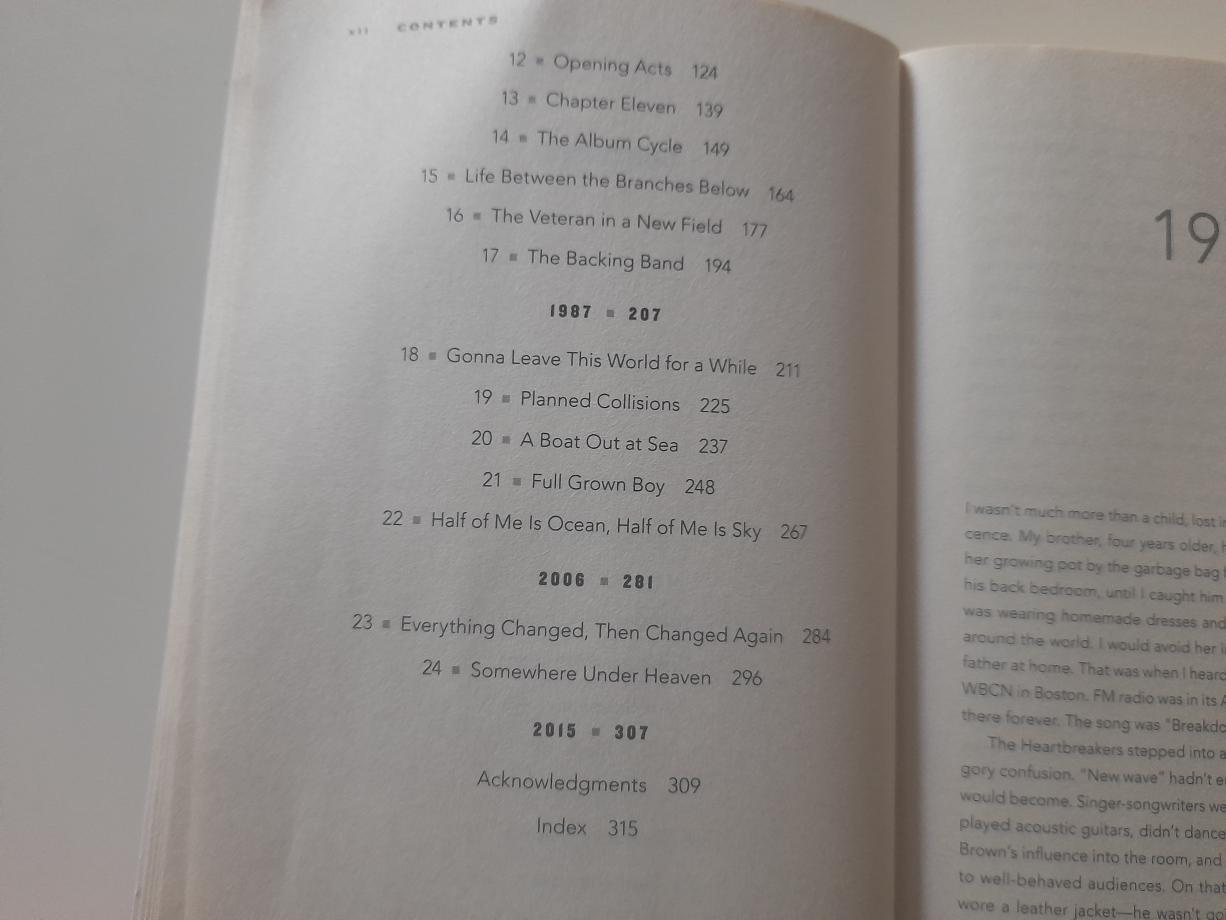 xii CONTENTS
12 ■ Opening Acts 124
13 ■ Chapter Eleven 139
14 ■ The Album Cycle 149
15 ■ Life Between the Branches Below 164
16 ■ The Veteran in a New Field 177
17 ■ The Backing Band 194
1987 ■ 207
18 ■ Gonna Leave This World for a While 211
19 ■ Planned Collisions 225
20 ■ A Boat Out at Sea 237
21 ■ Full Grown Boy 248
22 ■ Half of Me Is Ocean, Half of Me Is Sky 267
2006 ■ 281
23 ■ Everything Changed, Then Changed Again 284
24 ■ Somewhere Under Heaven 296
2015 ■ 307
Acknowledgments 309
Index 315
19
I wasn't much more than a child, lost
cence. My brother, four years older,
her growing pot by the garbage bag
his back bedroom, until I caught him
was wearing homemade dresses and
around the world. I would avoid her
father at home. That was when I heard
WBCN in Boston. FM radio was in its
there forever. The song was "Breakdo
The Heartbreakers stepped into a
gory confusion. "New wave" hadn't
would become. Singer-songwriters
played acoustic guitars, didn't dance
Brown's influence into the room, and
to well-behaved audiences. On that
wore a leather jacket—he wasn't